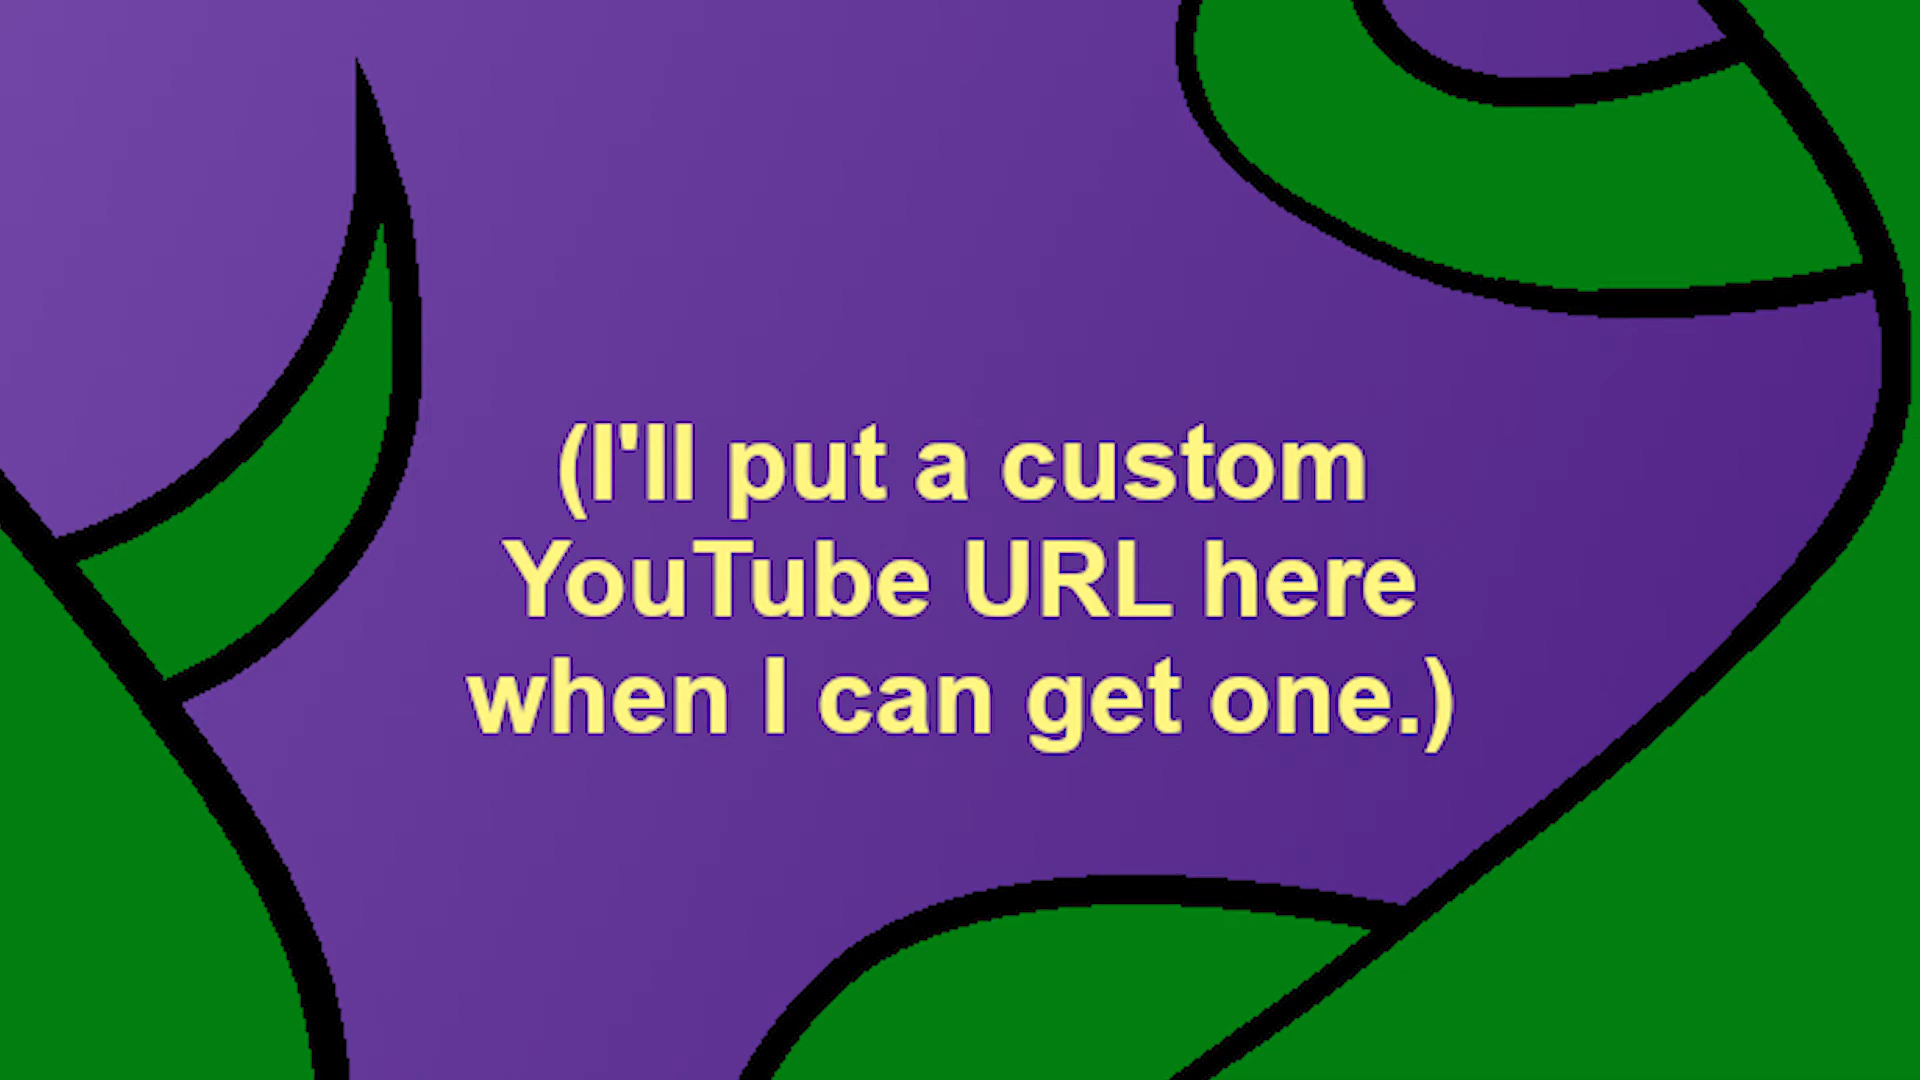 (I'll put a custom
YouTube URL here
when I can get one.)